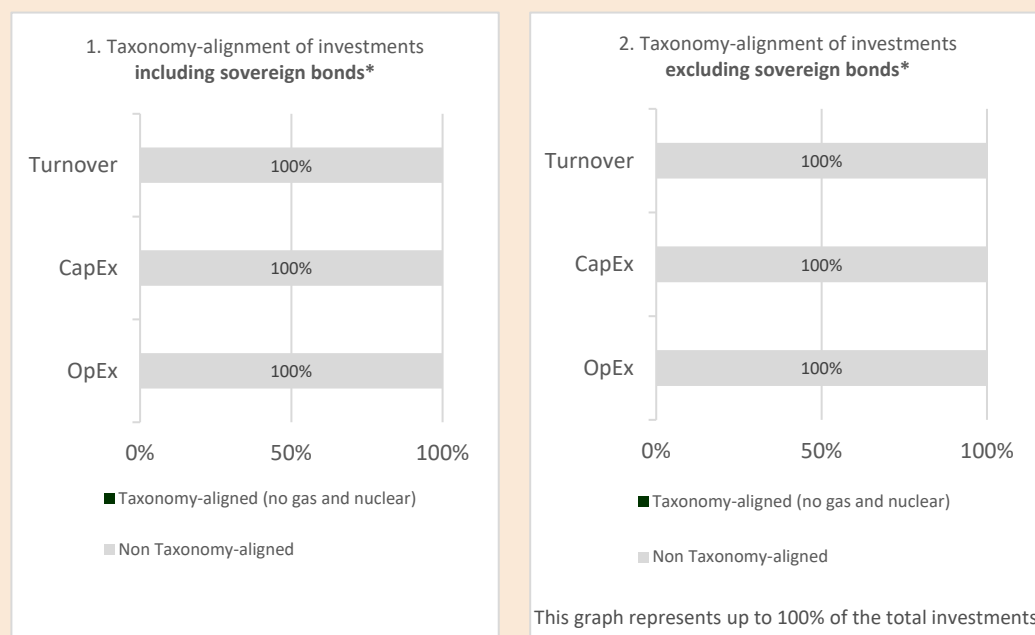 1. Taxonomy-alignment of investments
including sovereign bonds*
Turnover
100%
CapEx
100%
OpEx
100%
0%
50%
100%
Taxonomy-aligned (no gas and nuclear)
Non Taxonomy-aligned
2. Taxonomy-alignment of investments
excluding sovereign bonds*
Turnover
100%
CapEx
100%
OpEx
100%
0%
50%
100%
Taxonomy-aligned (no gas and nuclear)
Non Taxonomy-aligned
This graph represents up to 100% of the total investments